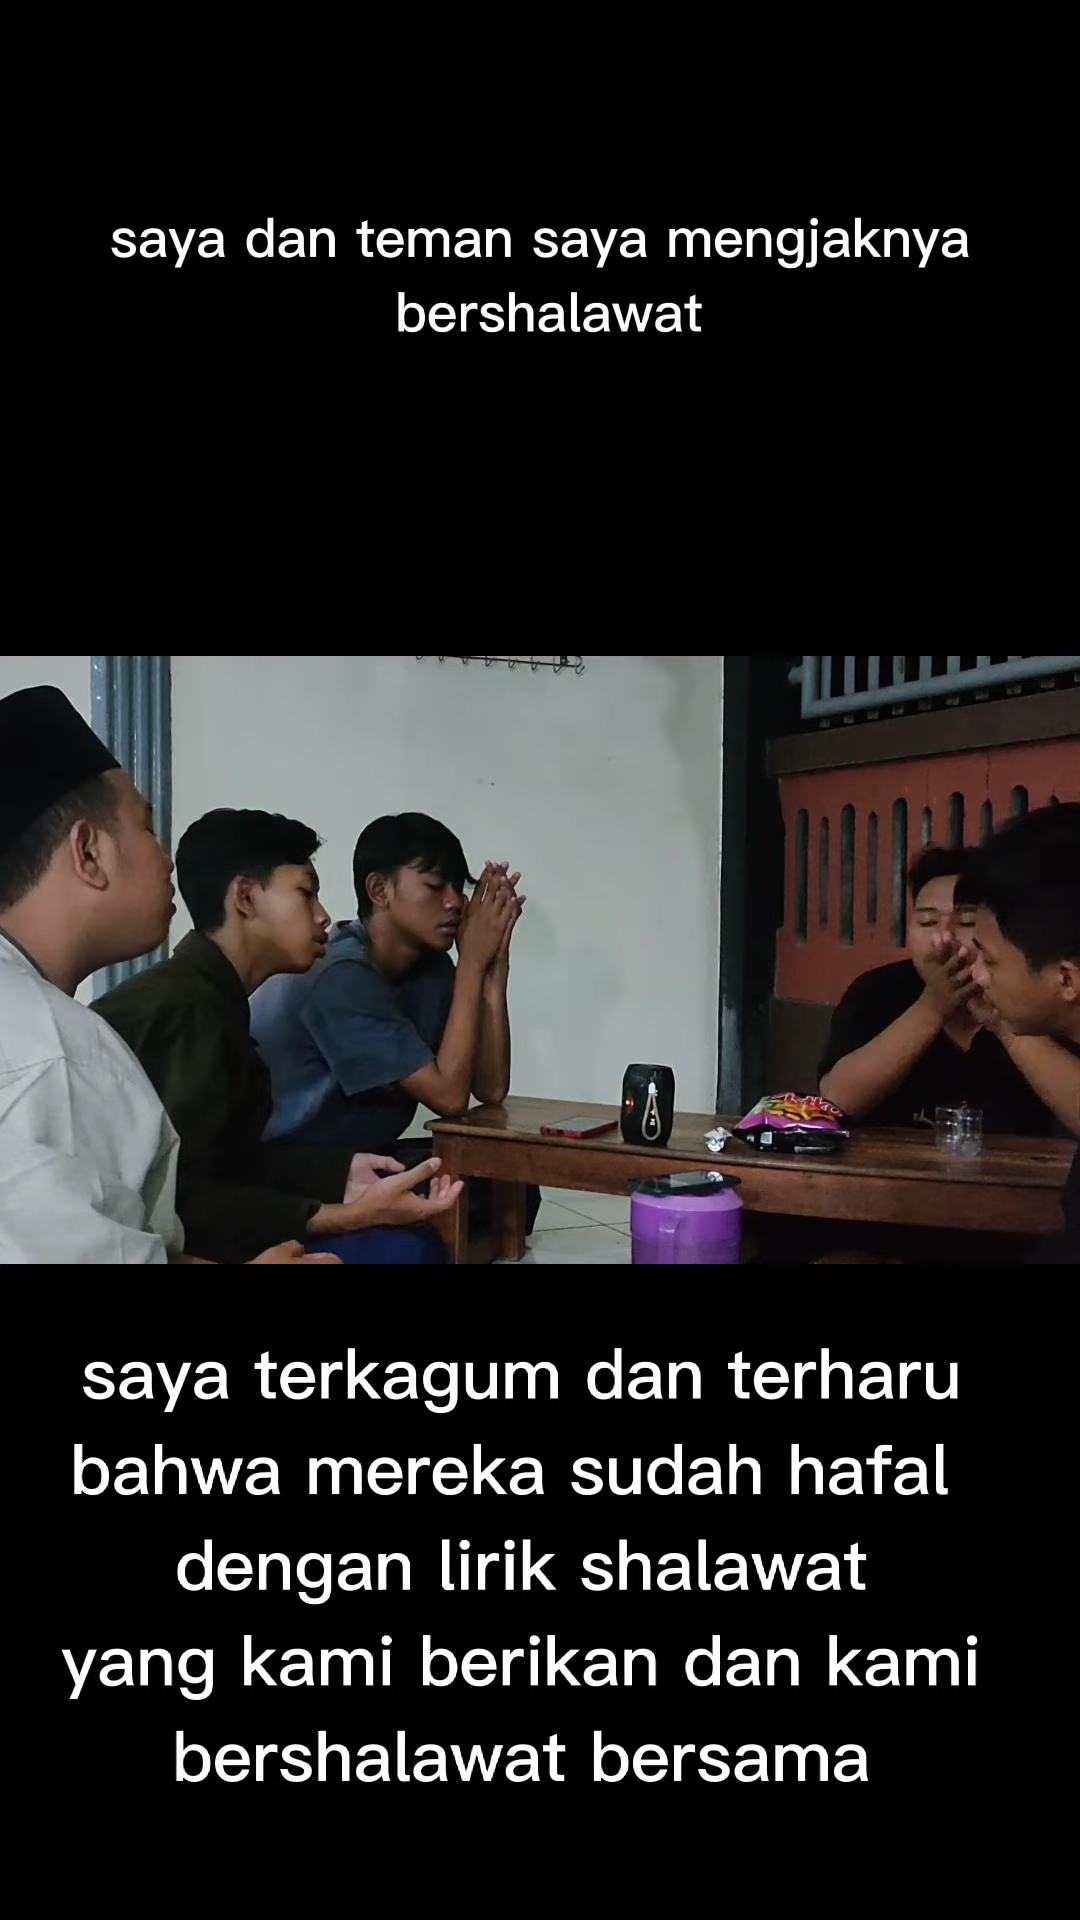 saya dan teman saya mengjaknya
bershalawat
saya terkagum dan terharu
bahwa mereka sudah hafal
dengan lirik shalawat
yang kami berikan dan kami
bershalawat bersama